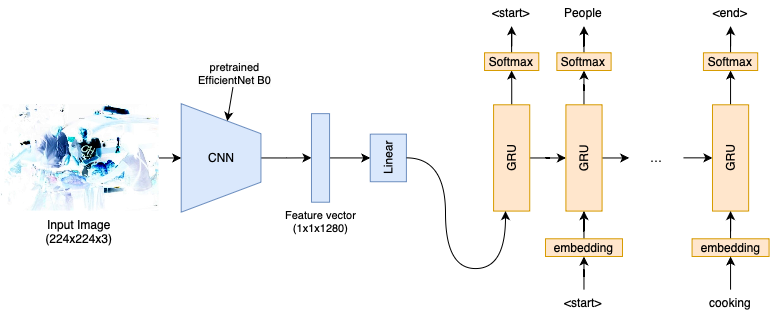 <start>
People
<end>
Softmax
Softmax
Softmax
pretrained
EfficientNet B0
CNN
Linear
GRU
GRU
...
GRU
Input Image
(224x224x3)
Feature vector
(1x1x1280)
embedding
embedding
<start>
cooking